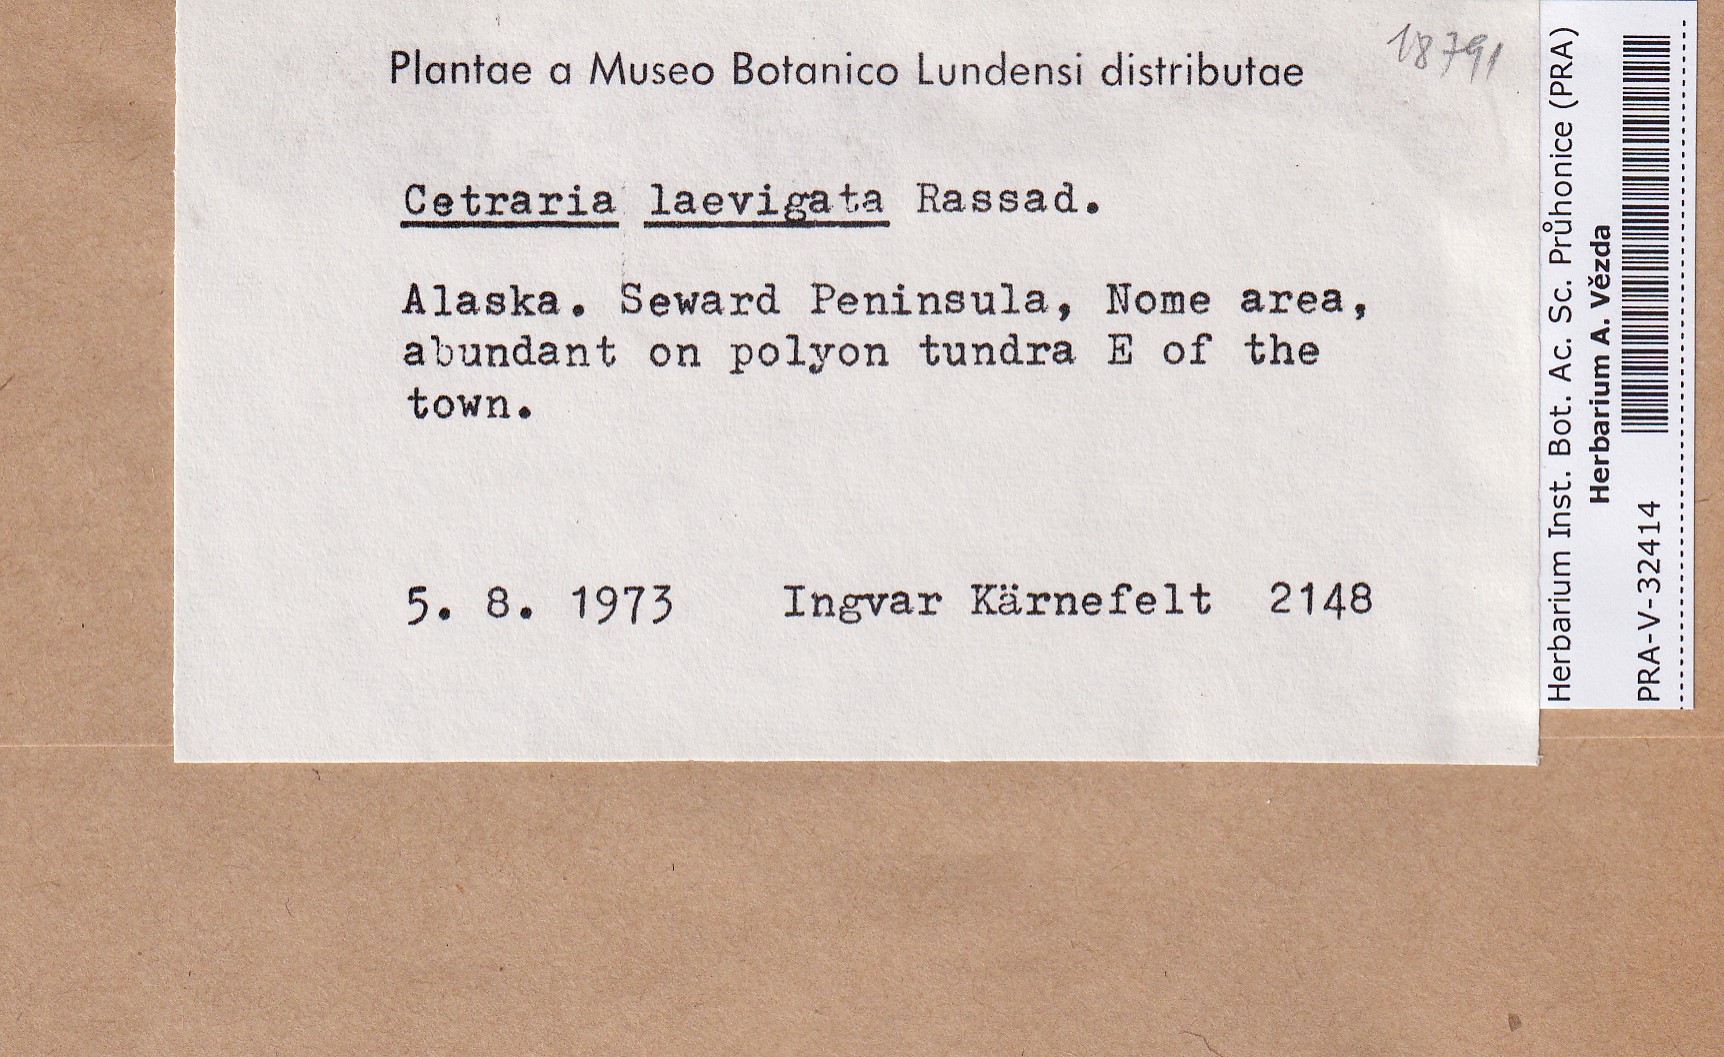 18791
Plantae a Museo Botanico Lundensi distributae
Cetraria laevigata Rassad.
Alaska. Seward Peninsula, Nome area,
abundant on polyon tundra E of the
town.
5. 8. 1973 Ingvar Kärnefelt 2148
Herbarium Inst. Bot. Ac. Sc. Průhonice (PRA)
Herbarium A. Vězda
PRA-V-32414